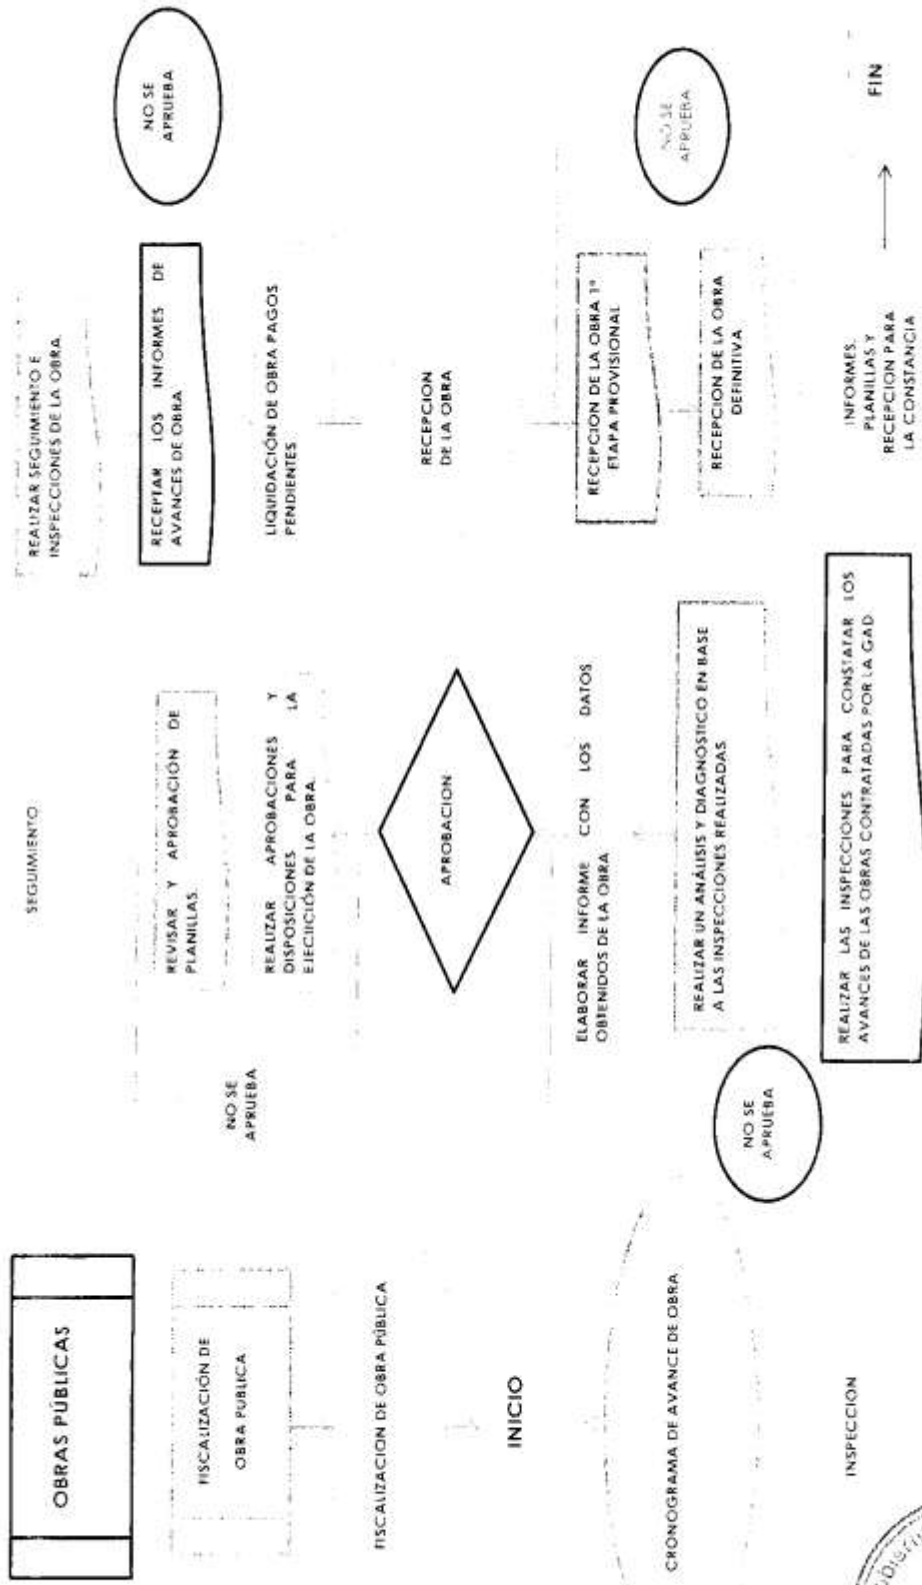 OBRAS PÚBLICAS
FISCALIZACIÓN DE
OBRA PUBLICA
FISCALIZACION DE OBRA PÚBLICA
INICIO
CRONOGRAMA DE AVANCE DE OBRA
INSPECCION
SEGUIMIENTO
REVISAR Y APROBACIÓN DE
PLANILLAS.
NO SE
APRUEBA
REALIZAR APROBACIONES Y
DISPOSICIONES PARA LA
EJECUCIÓN DE LA OBRA.
APROBACION
ELABORAR INFORME CON LOS DATOS
OBTENIDOS DE LA OBRA
REALIZAR UN ANÁLISIS Y DIAGNOSTICO EN BASE
A LAS INSPECCIONES REALIZADAS.
NO SE
APRUEBA
REALIZAR LAS INSPECCIONES PARA CONSTATAR LOS
AVANCES DE LAS OBRAS CONTRATADAS POR LA GAD.
REALIZAR SEGUIMIENTO E
INSPECCIONES DE LA OBRA.
NO SE
APRUEBA
RECEPTAR LOS INFORMES DE
AVANCES DE OBRA.
LIQUIDACIÓN DE OBRA PAGOS
PENDIENTES
RECEPCION
DE LA OBRA
RECEPCION DE LA OBRA 1ª
ETAPA PROVISIONAL
NO SE
APRUEBA
RECEPCION DE LA OBRA
DEFINITIVA
INFORMES,
PLANILLAS Y
RECEPCION PARA
LA CONSTANCIA
FIN